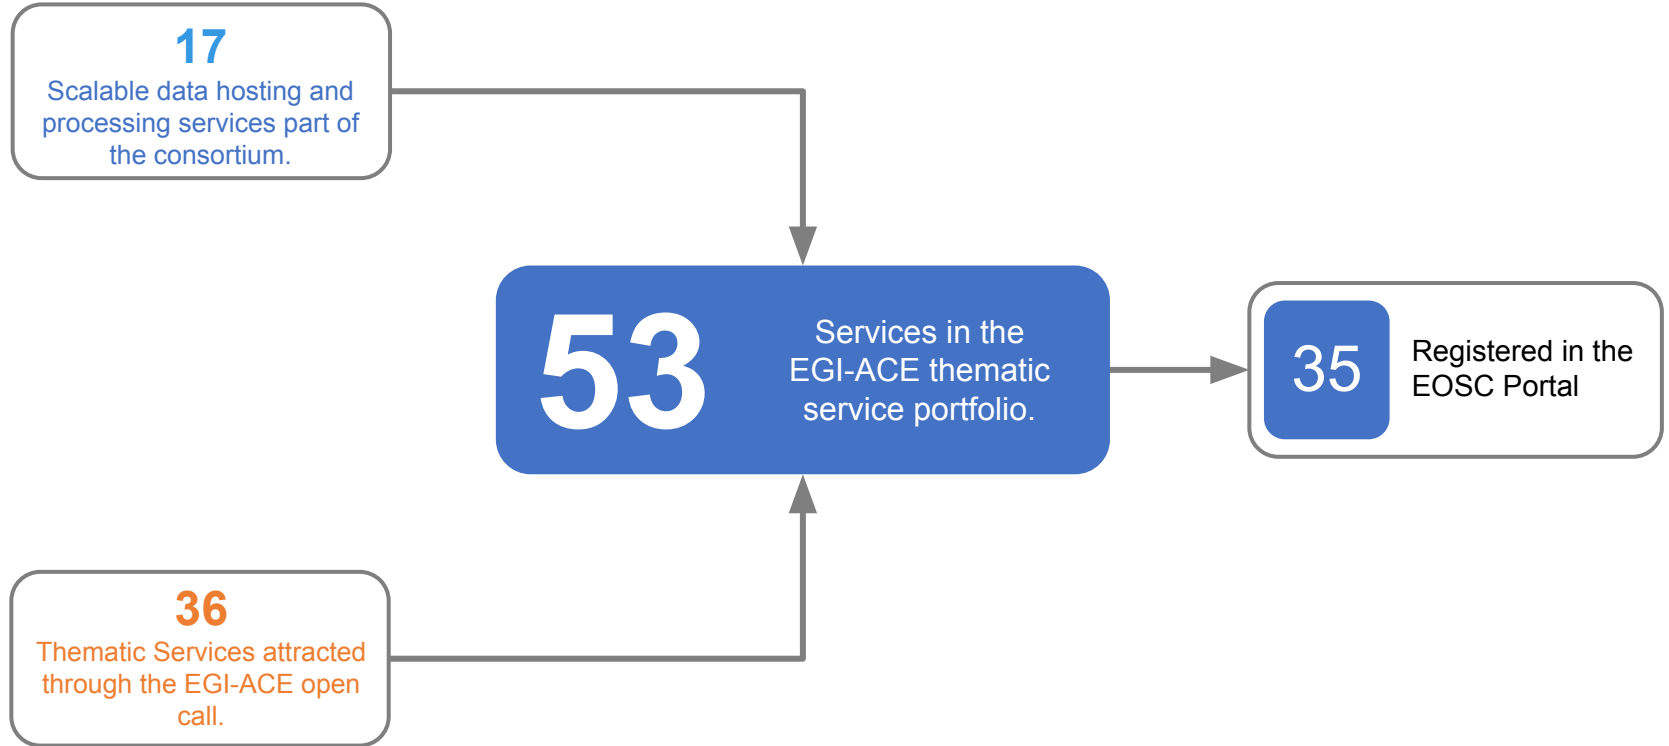 17
Scalable data hosting and
processing services part of
the consortium.
53
Services in the
EGI-ACE thematic
service portfolio.
35
Registered in the
EOSC Portal
36
Thematic Services attracted
through the EGI-ACE open
call.